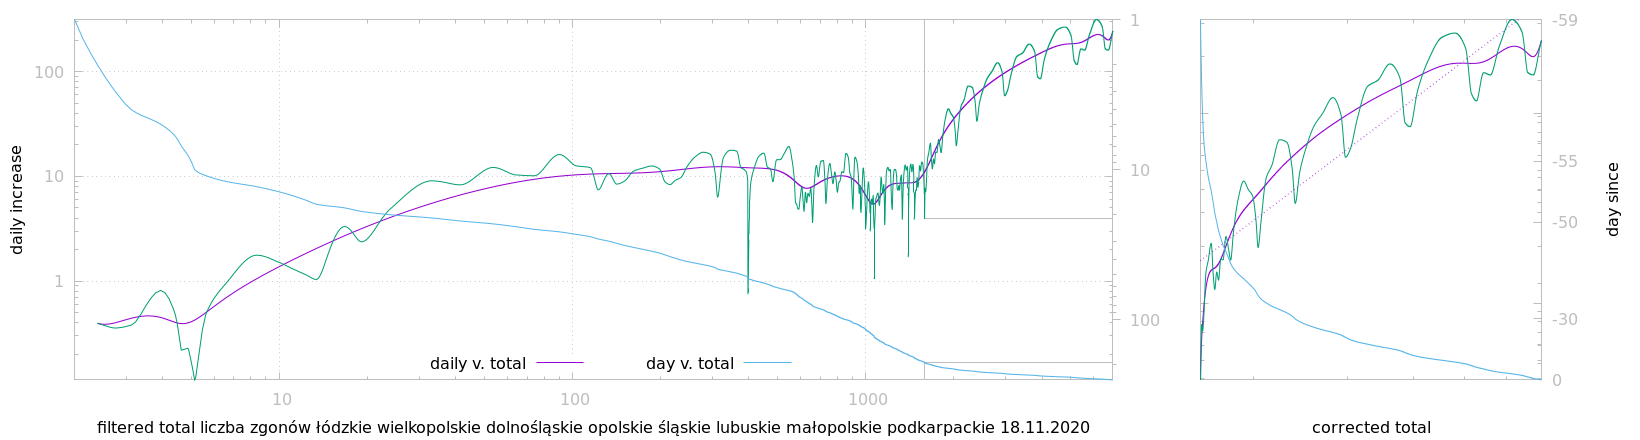 daily increase
100
10
1
10
100
1000
1
10
100
daily v. total
day v. total
filtered total liczba zgonów łódzkie wielkopolskie dolnośląskie opolskie śląskie lubuskie małopolskie podkarpackie 18.11.2020
-59
-55
-50
-30
0
day since
corrected total